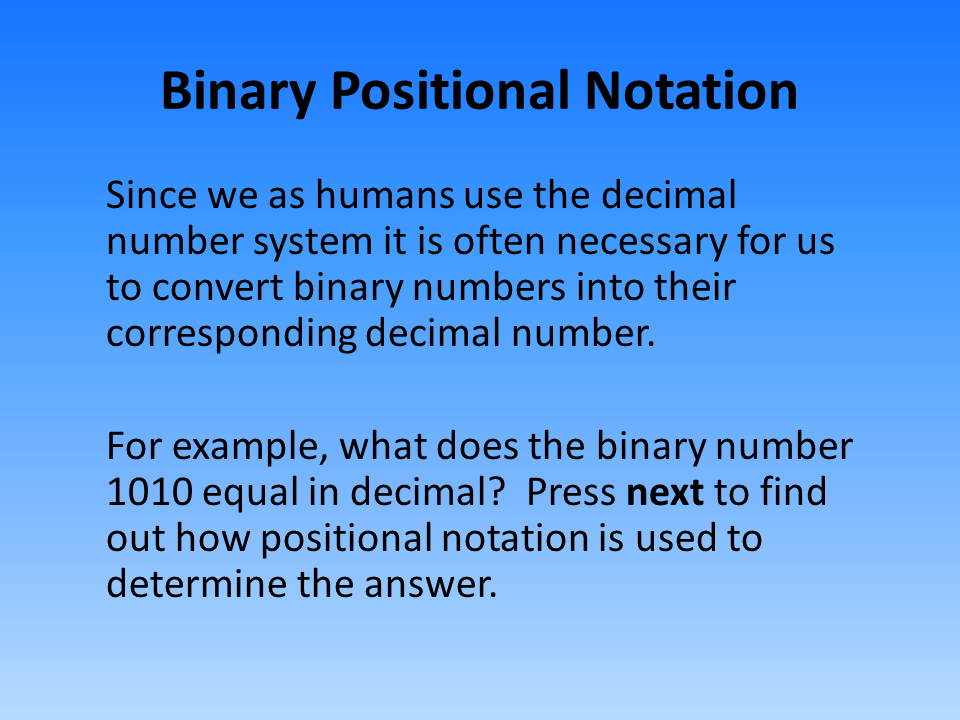 Binary Positional Notation
Since we as humans use the decimal
number system it is often necessary for us
to convert binary numbers into their
corresponding decimal number.
For example, what does the binary number
1010 equal in decimal?  Press next to find
out how positional notation is used to
determine the answer.